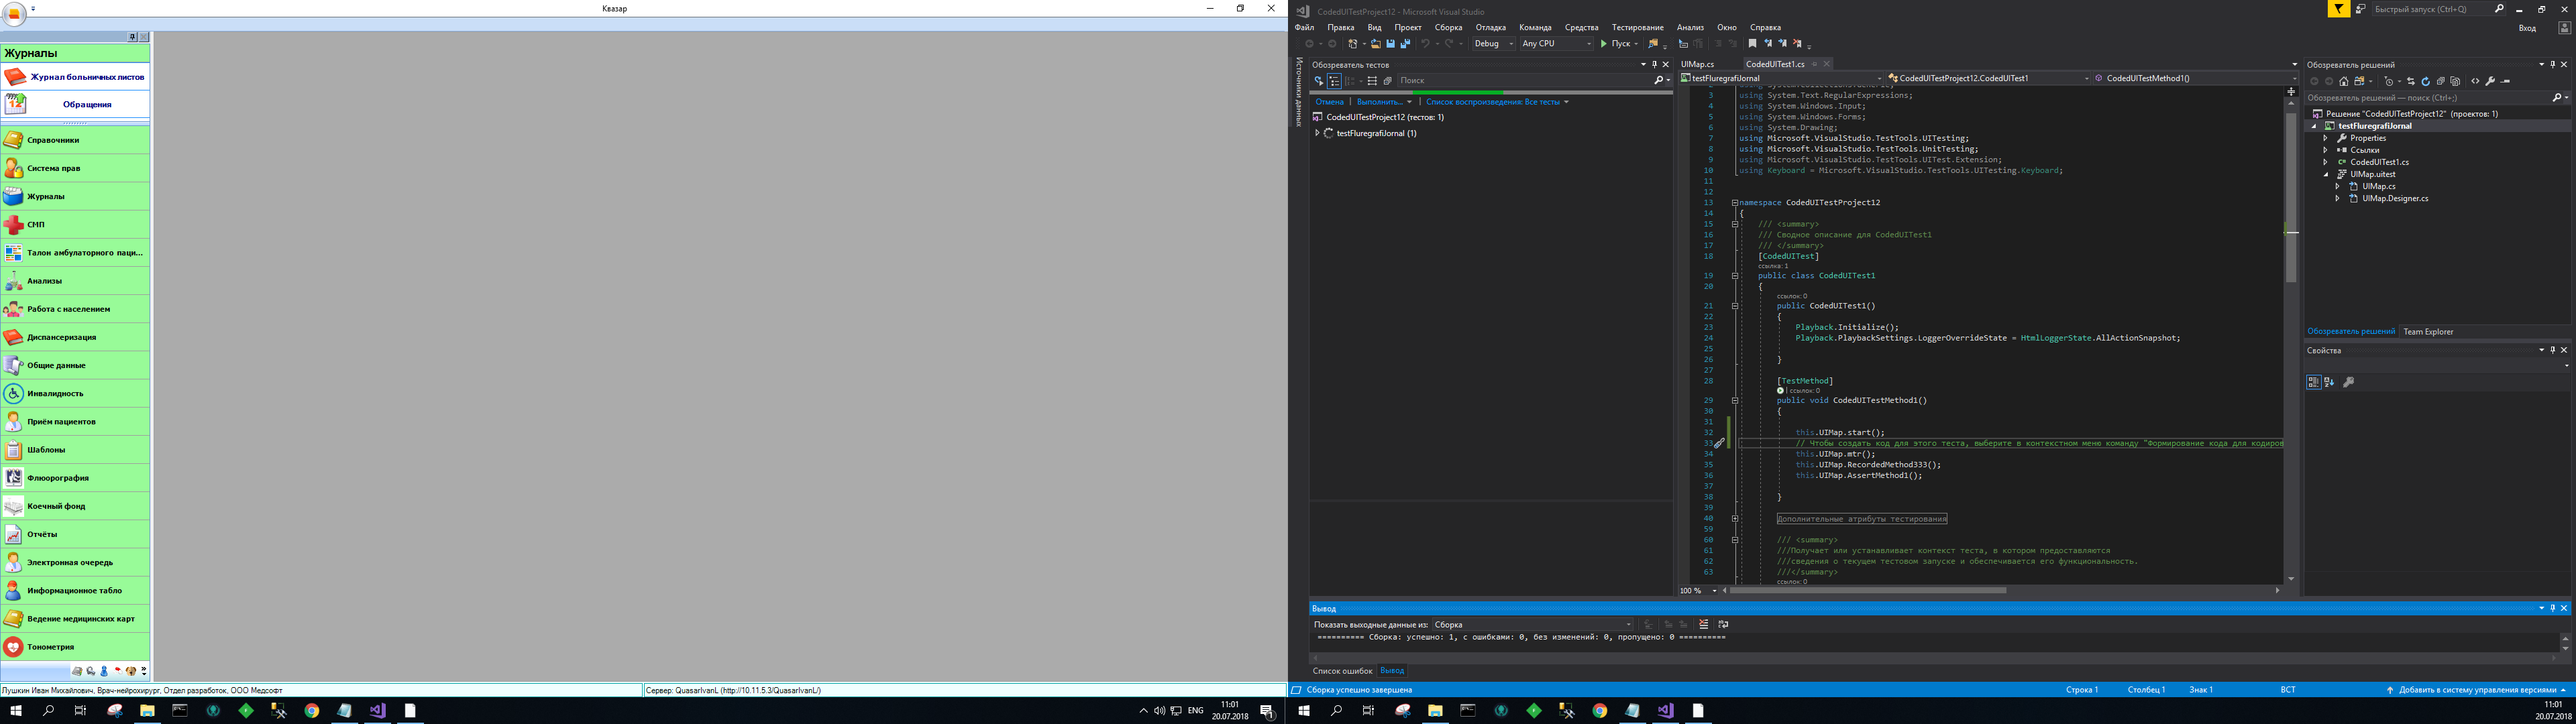 Квазар
Журналы
Журнал больничных листов
Обращения
Справочники
Система прав
Журналы
СМП
Талон амбулаторного паци...
Анализы
Работа с населением
Диспансеризация
Общие данные
Инвалидность
Приём пациентов
Шаблоны
Флюорография
Коечный фонд
Отчёты
Электронная очередь
Информационное табло
Ведение медицинских карт
Тонометрия
Лушкин Иван Михайлович, Врач-нейрохирург, Отдел разработок, ООО Медсофт
Сервер: QuasarIvanL (http://10.11.5.3/QuasarIvanL/)
ENG
11:01
20.07.2018
CodedUITestProject12 - Microsoft Visual Studio
Быстрый запуск (Ctrl+Q)
Файл Правка Вид Проект Сборка Отладка Команда Средства Тестирование Анализ Окно Справка
Вход
Debug Any CPU Пуск
Источники данных
Обозреватель тестов
Поиск
Отмена | Выполнить... | Список воспроизведения: Все тесты
CodedUITestProject12 (тестов: 1)
testFluregrafiJornal (1)
UIMap.cs CodedUITest1.cs
testFluregrafiJornal CodedUITestProject12.CodedUITest1 CodedUITestMethod1()
3 using System.Text.RegularExpressions;
4 using System.Windows.Input;
5 using System.Windows.Forms;
6 using System.Drawing;
7 using Microsoft.VisualStudio.TestTools.UITesting;
8 using Microsoft.VisualStudio.TestTools.UnitTesting;
9 using Microsoft.VisualStudio.TestTools.UITest.Extension;
10 using Keyboard = Microsoft.VisualStudio.TestTools.UITesting.Keyboard;
11
12
13 namespace CodedUITestProject12
14 {
15 /// <summary>
16 /// Сводное описание для CodedUITest1
17 /// </summary>
18 [CodedUITest]
ссылка: 1
19 public class CodedUITest1
20 {
ссылок: 0
21 public CodedUITest1()
22 {
23 Playback.Initialize();
24 Playback.PlaybackSettings.LoggerOverrideState = HtmlLoggerState.AllActionSnapshot;
25
26 }
27
28 [TestMethod]
| ссылок: 0
29 public void CodedUITestMethod1()
30 {
31
32 this.UIMap.start();
33 // Чтобы создать код для этого теста, выберите в контекстном меню команду "Формирование кода для кодиров
34 this.UIMap.mtr();
35 this.UIMap.RecordedMethod333();
36 this.UIMap.AssertMethod1();
37
38 }
39
40 Дополнительные атрибуты тестирования
59
60 /// <summary>
61 ///Получает или устанавливает контекст теста, в котором предоставляются
62 ///сведения о текущем тестовом запуске и обеспечивается его функциональность.
63 ///</summary>
ссылок: 0
100 %
Обозреватель решений
Обозреватель решений — поиск (Ctrl+;)
Решение "CodedUITestProject12" (проектов: 1)
testFluregrafiJornal
Properties
Ссылки
CodedUITest1.cs
UIMap.uitest
UIMap.cs
UIMap.Designer.cs
Обозреватель решений Team Explorer
Свойства
Вывод
Показать выходные данные из: Сборка
========== Сборка: успешно: 1, с ошибками: 0, без изменений: 0, пропущено: 0 ==========
Список ошибок Вывод
Сборка успешно завершена
Строка 1 Столбец 1 Знак 1 ВСТ Добавить в систему управления версиями
11:01
20.07.2018